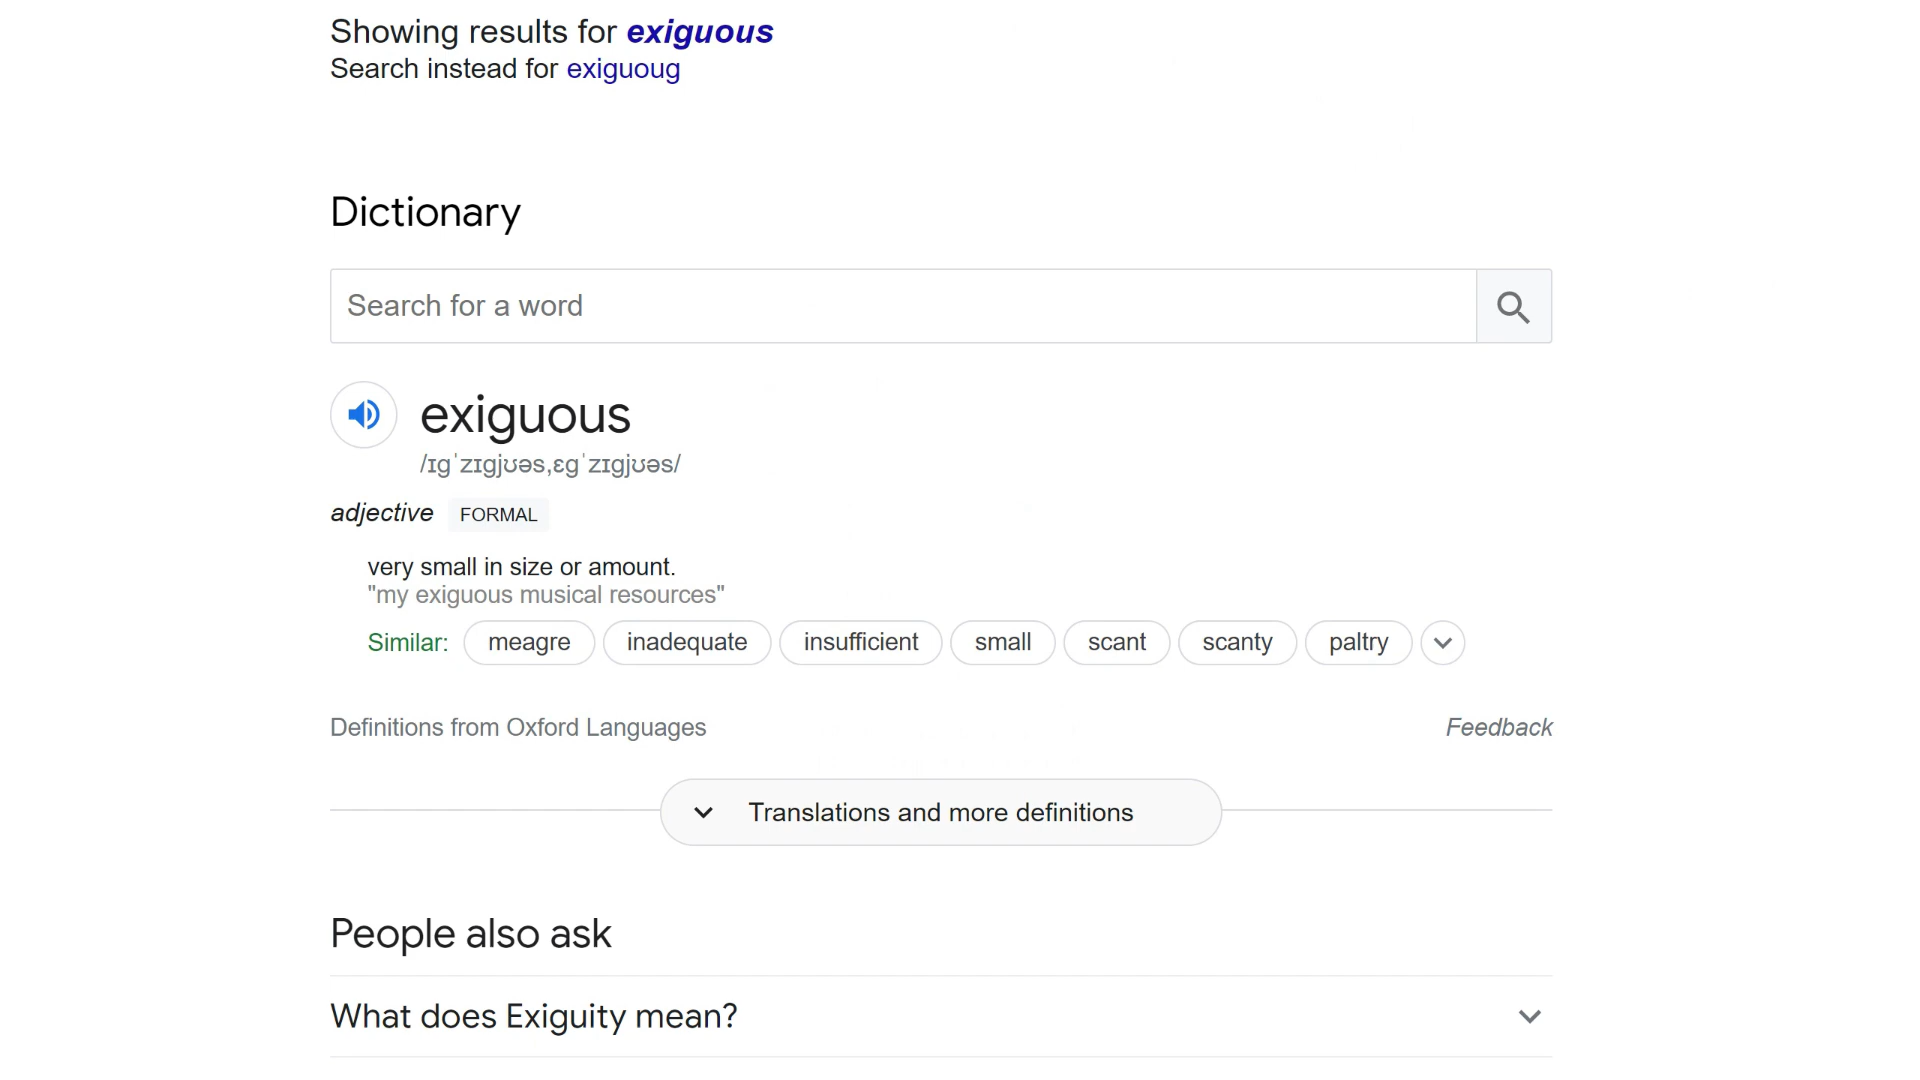 Showing results for exiguous
Search instead for exiguoug
Dictionary
Search for a word
exiguous
/ɪɡˈzɪɡjʊəs,ɛɡˈzɪɡjʊəs/
adjective FORMAL
very small in size or amount.
"my exiguous musical resources"
Similar: meagre inadequate insufficient small scant scanty paltry
Definitions from Oxford Languages Feedback
Translations and more definitions
People also ask
What does Exiguity mean?